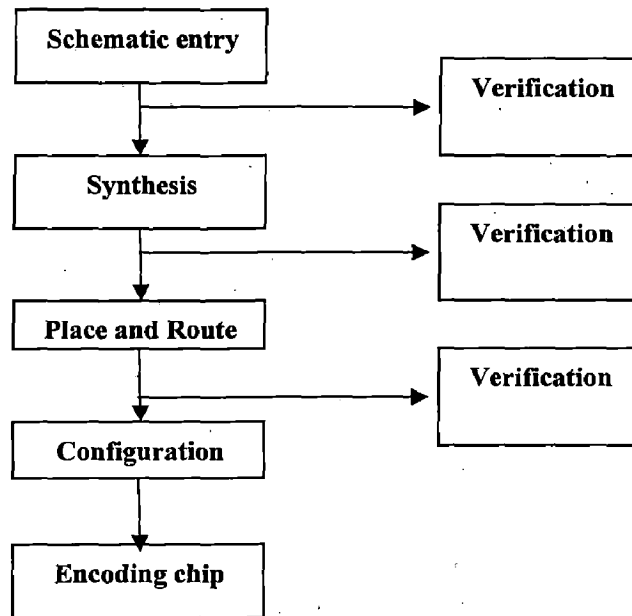 Schematic entry
Verification
Synthesis
Verification
Place and Route
Verification
Configuration
Encoding chip